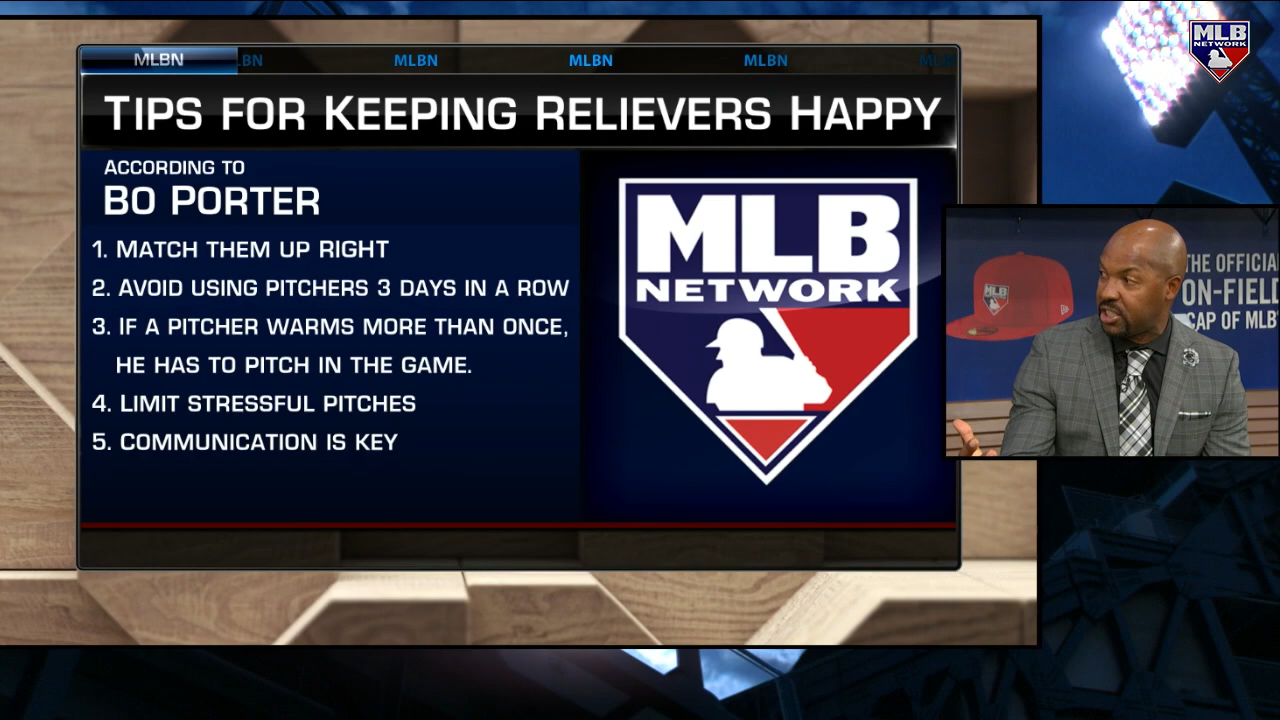 MLBN
BN
MLBN
MLBN
MLBN
TIPS FOR KEEPING RELIEVERS HAPPY
ACCORDING TO
BO PORTER
1. MATCH THEM UP RIGHT
2. AVOID USING PITCHERS 3 DAYS IN A ROW
3. IF A PITCHER WARMS MORE THAN ONCE,
HE HAS TO PITCH IN THE GAME.
4. LIMIT STRESSFUL PITCHES
5. COMMUNICATION IS KEY
MLB
NETWORK
MLB
NETWORK
MLB
THE OFFICIA
ON-FIELD
CAP OF MLB